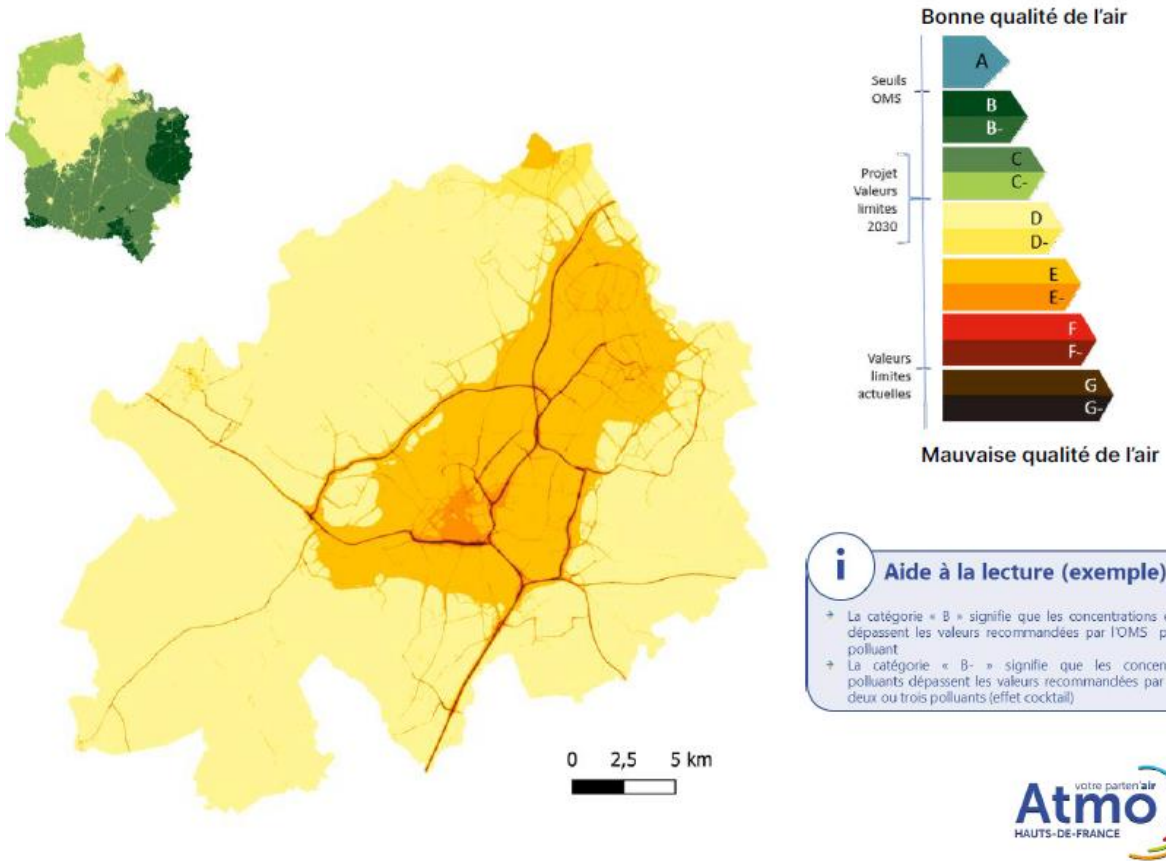 Bonne qualité de l'air
A
Seuils
OMS
B
B-
C
Projet
Valeurs
limites
2030
C-
D
D-
E
E-
F
F-
Valeurs
limites
actuelles
G
G-
Mauvaise qualité de l'air
i
Aide à la lecture (exemple)
→ La catégorie « B » signifie que les concentrations
dépassent les valeurs recommandées par l'OMS
polluant
→ La catégorie « B- » signifie que les
polluants dépassent les valeurs recommandées par
deux ou trois polluants (effet cocktail)
0 2,5 5 km
votre parten'air
Atmo
HAUTS-DE-FRANCE